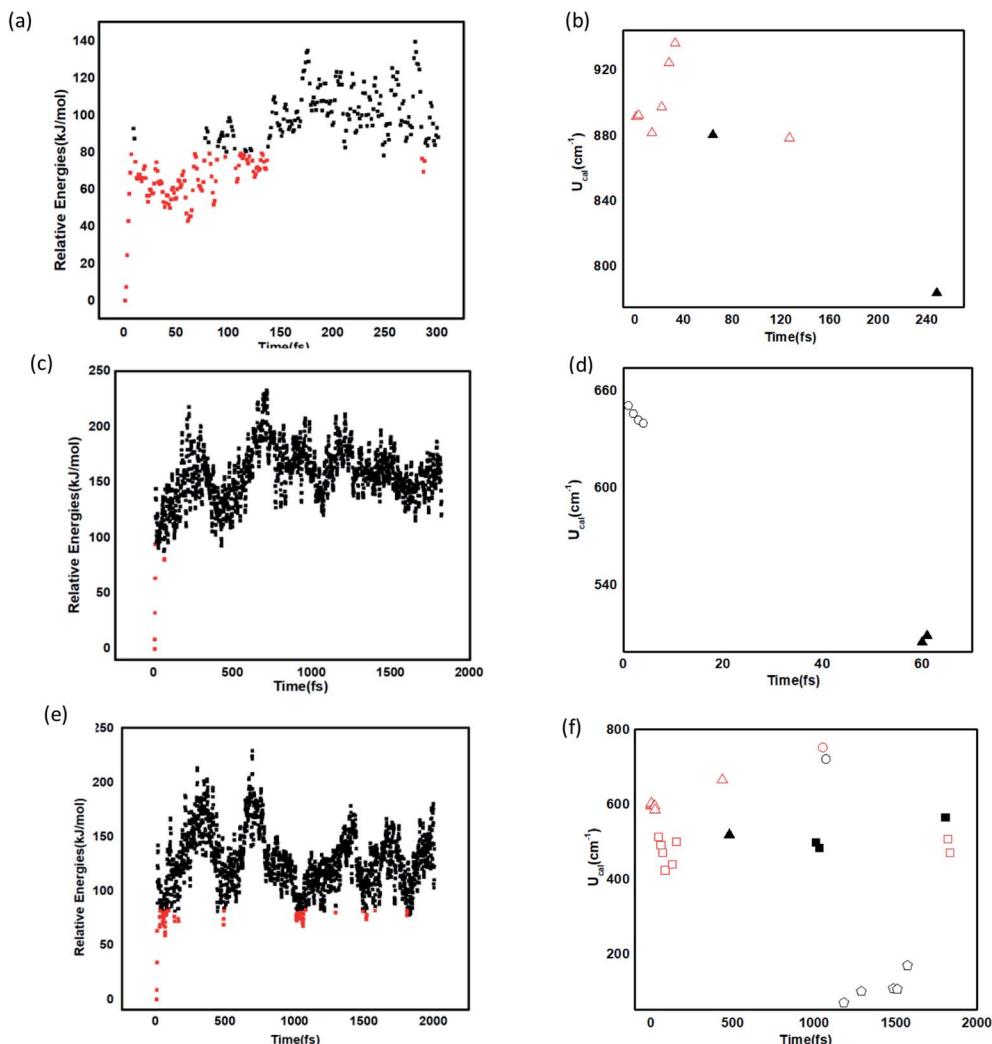 (a)
140
120
100
80
60
40
20
0
Relative Energies(kJ/mol)
0 50 100 150 200 250 300
Time(fs)
(b)
920
880
840
800
Ucal(cm-1)
0 40 80 120 160 200 240
Time(fs)
(c)
250
200
150
100
50
0
Relative Energies(kJ/mol)
0 500 1000 1500 2000
Time(fs)
(d)
660
600
540
Ucal(cm-1)
0 20 40 60
Time(fs)
(e)
250
200
150
100
50
0
Relative Energies(kJ/mol)
0 500 1000 1500 2000
Time(fs)
(f)
800
600
400
200
Ucal(cm-1)
0 500 1000 1500 2000
Time(fs)